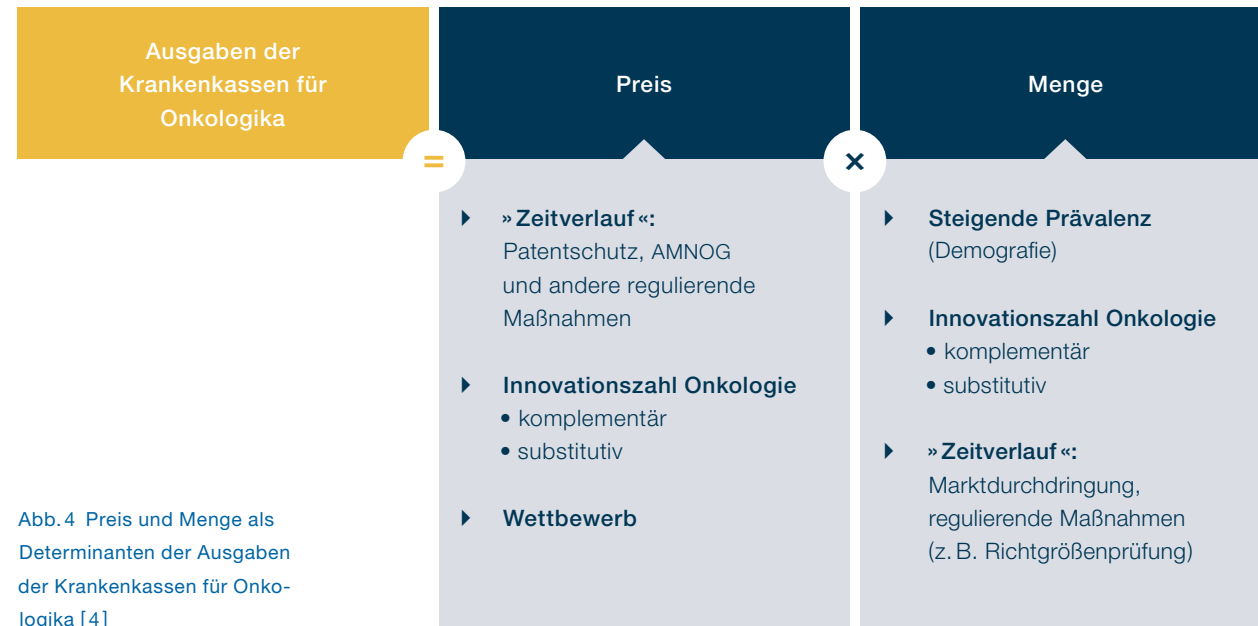 Ausgaben der
Krankenkassen für
Onkologika
=
Preis
×
Menge
»Zeitverlauf«:
Patentschutz, AMNOG
und andere regulierende
Maßnahmen
Innovationszahl Onkologie
• komplementär
• substitutiv
Wettbewerb
Steigende Prävalenz
(Demografie)
Innovationszahl Onkologie
• komplementär
• substitutiv
»Zeitverlauf«:
Marktdurchdringung,
regulierende Maßnahmen
(z. B. Richtgrößenprüfung)
Abb. 4 Preis und Menge als
Determinanten der Ausgaben
der Krankenkassen für Onko-
logika [4]